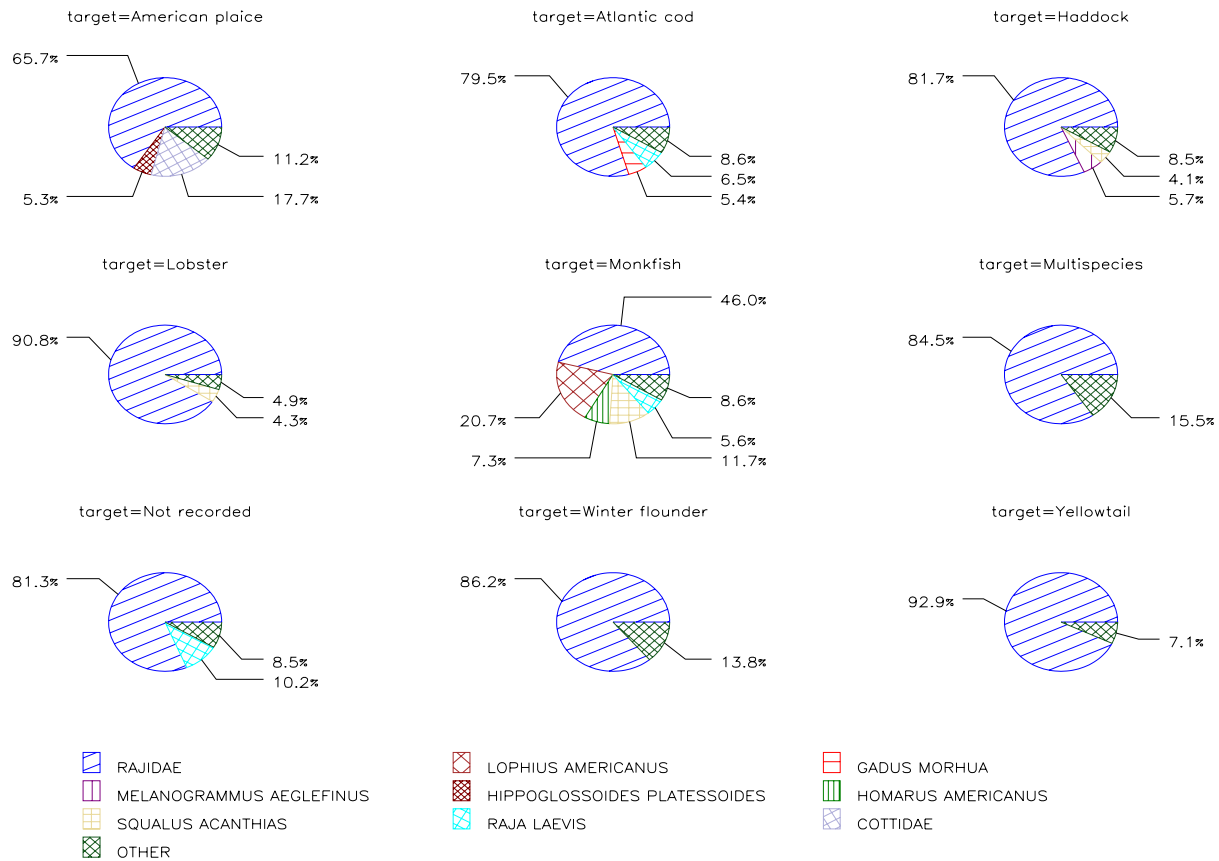 target=American plaice
target=Atlantic cod
target=Haddock
65.7%
11.2%
5.3%
17.7%
79.5%
8.6%
6.5%
5.4%
81.7%
8.5%
4.1%
5.7%
target=Lobster
target=Monkfish
target=Multispecies
90.8%
4.9%
4.3%
46.0%
20.7%
8.6%
5.6%
7.3%
11.7%
84.5%
15.5%
target=Not recorded
target=Winter flounder
target=Yellowtail
81.3%
8.5%
10.2%
86.2%
13.8%
92.9%
7.1%
RAJIDAE
LOPHIUS AMERICANUS
GADUS MORHUA
MELANOGRAMMUS AEGLEFINUS
HIPPOGLOSSOIDES PLATESSOIDES
HOMARUS AMERICANUS
SQUALUS ACANTHIAS
RAJA LAEVIS
COTTIDAE
OTHER